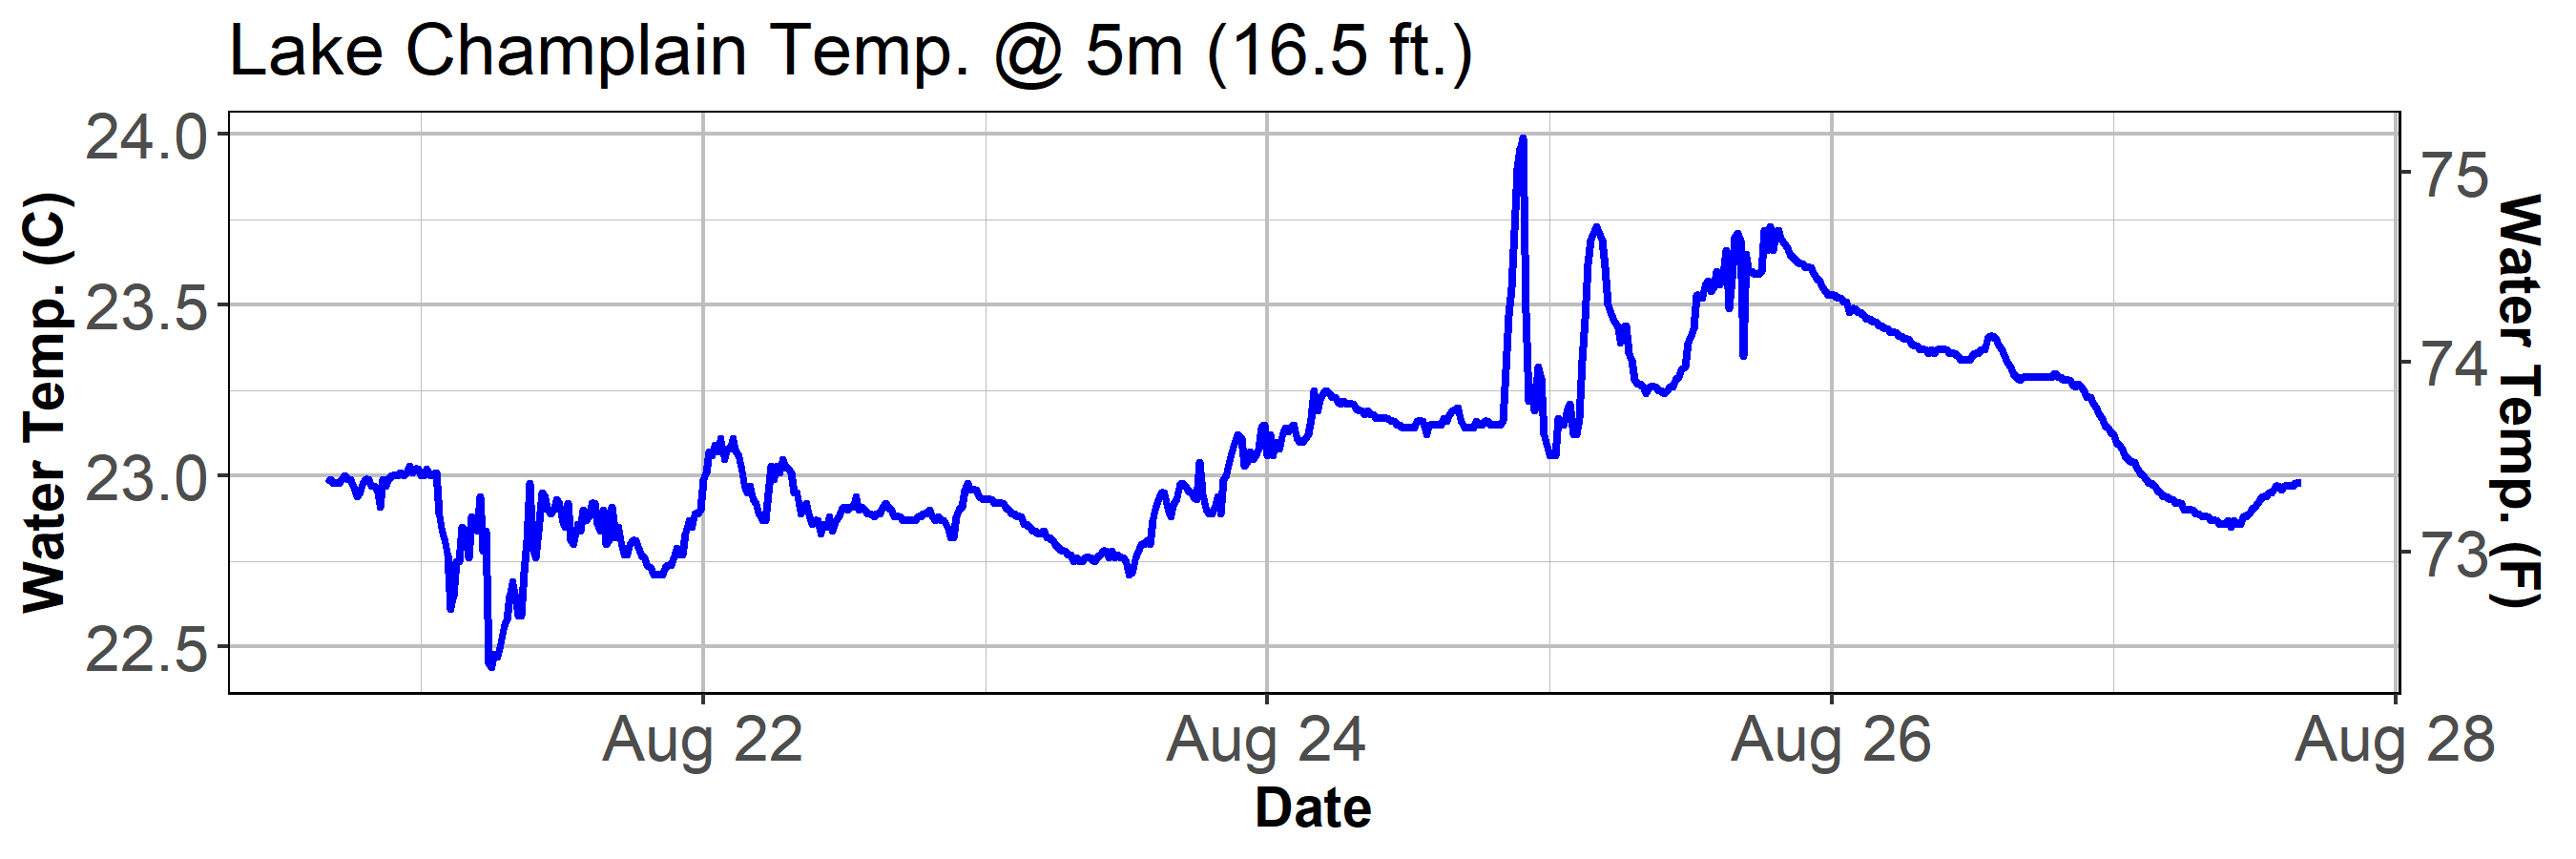 Lake Champlain Temp. @ 5m (16.5 ft.)
Water Temp. (C)
24.0
23.5
23.0
22.5
75
74
73
Water Temp. (F)
Aug 22
Aug 24
Aug 26
Aug 28
Date